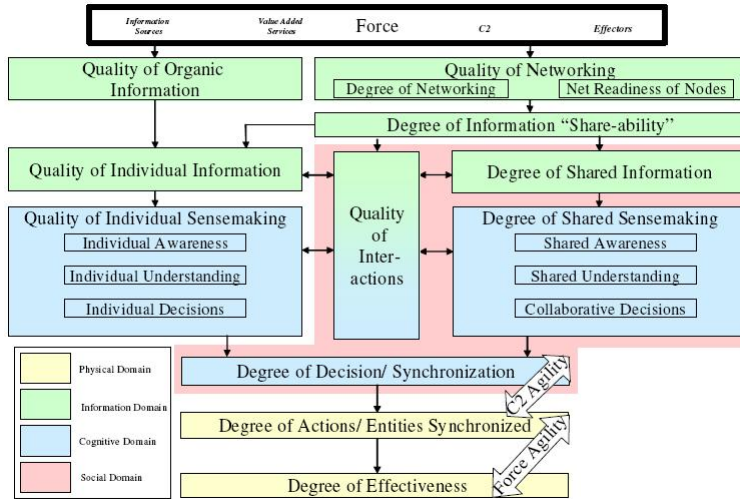 Information Sources
Value Added Services
Force
C2
Effectors
Quality of Organic
Information
Quality of Networking
Degree of Networking
Net Readiness of Nodes
Degree of Information “Share-ability”
Quality of Individual Information
Degree of Shared Information
Quality of Individual Sensemaking
Individual Awareness
Individual Understanding
Individual Decisions
Quality
of
Inter-
actions
Degree of Shared Sensemaking
Shared Awareness
Shared Understanding
Collaborative Decisions
Degree of Decision/ Synchronization
C2 Agility
Degree of Actions/ Entities Synchronized
Force Agility
Degree of Effectiveness
Physical Domain
Information Domain
Cognitive Domain
Social Domain